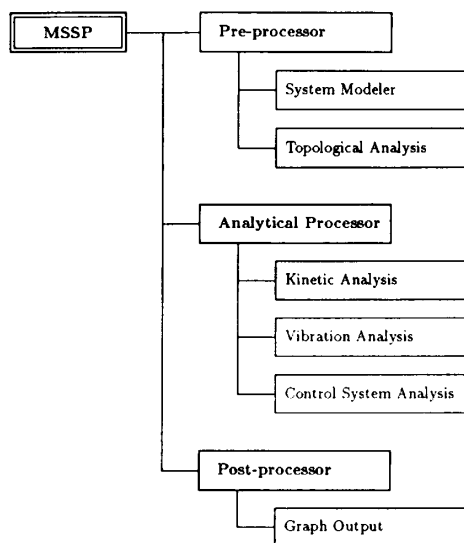 MSSP
Pre-processor
System Modeler
Topological Analysis
Analytical Processor
Kinetic Analysis
Vibration Analysis
Control System Analysis
Post-processor
Graph Output